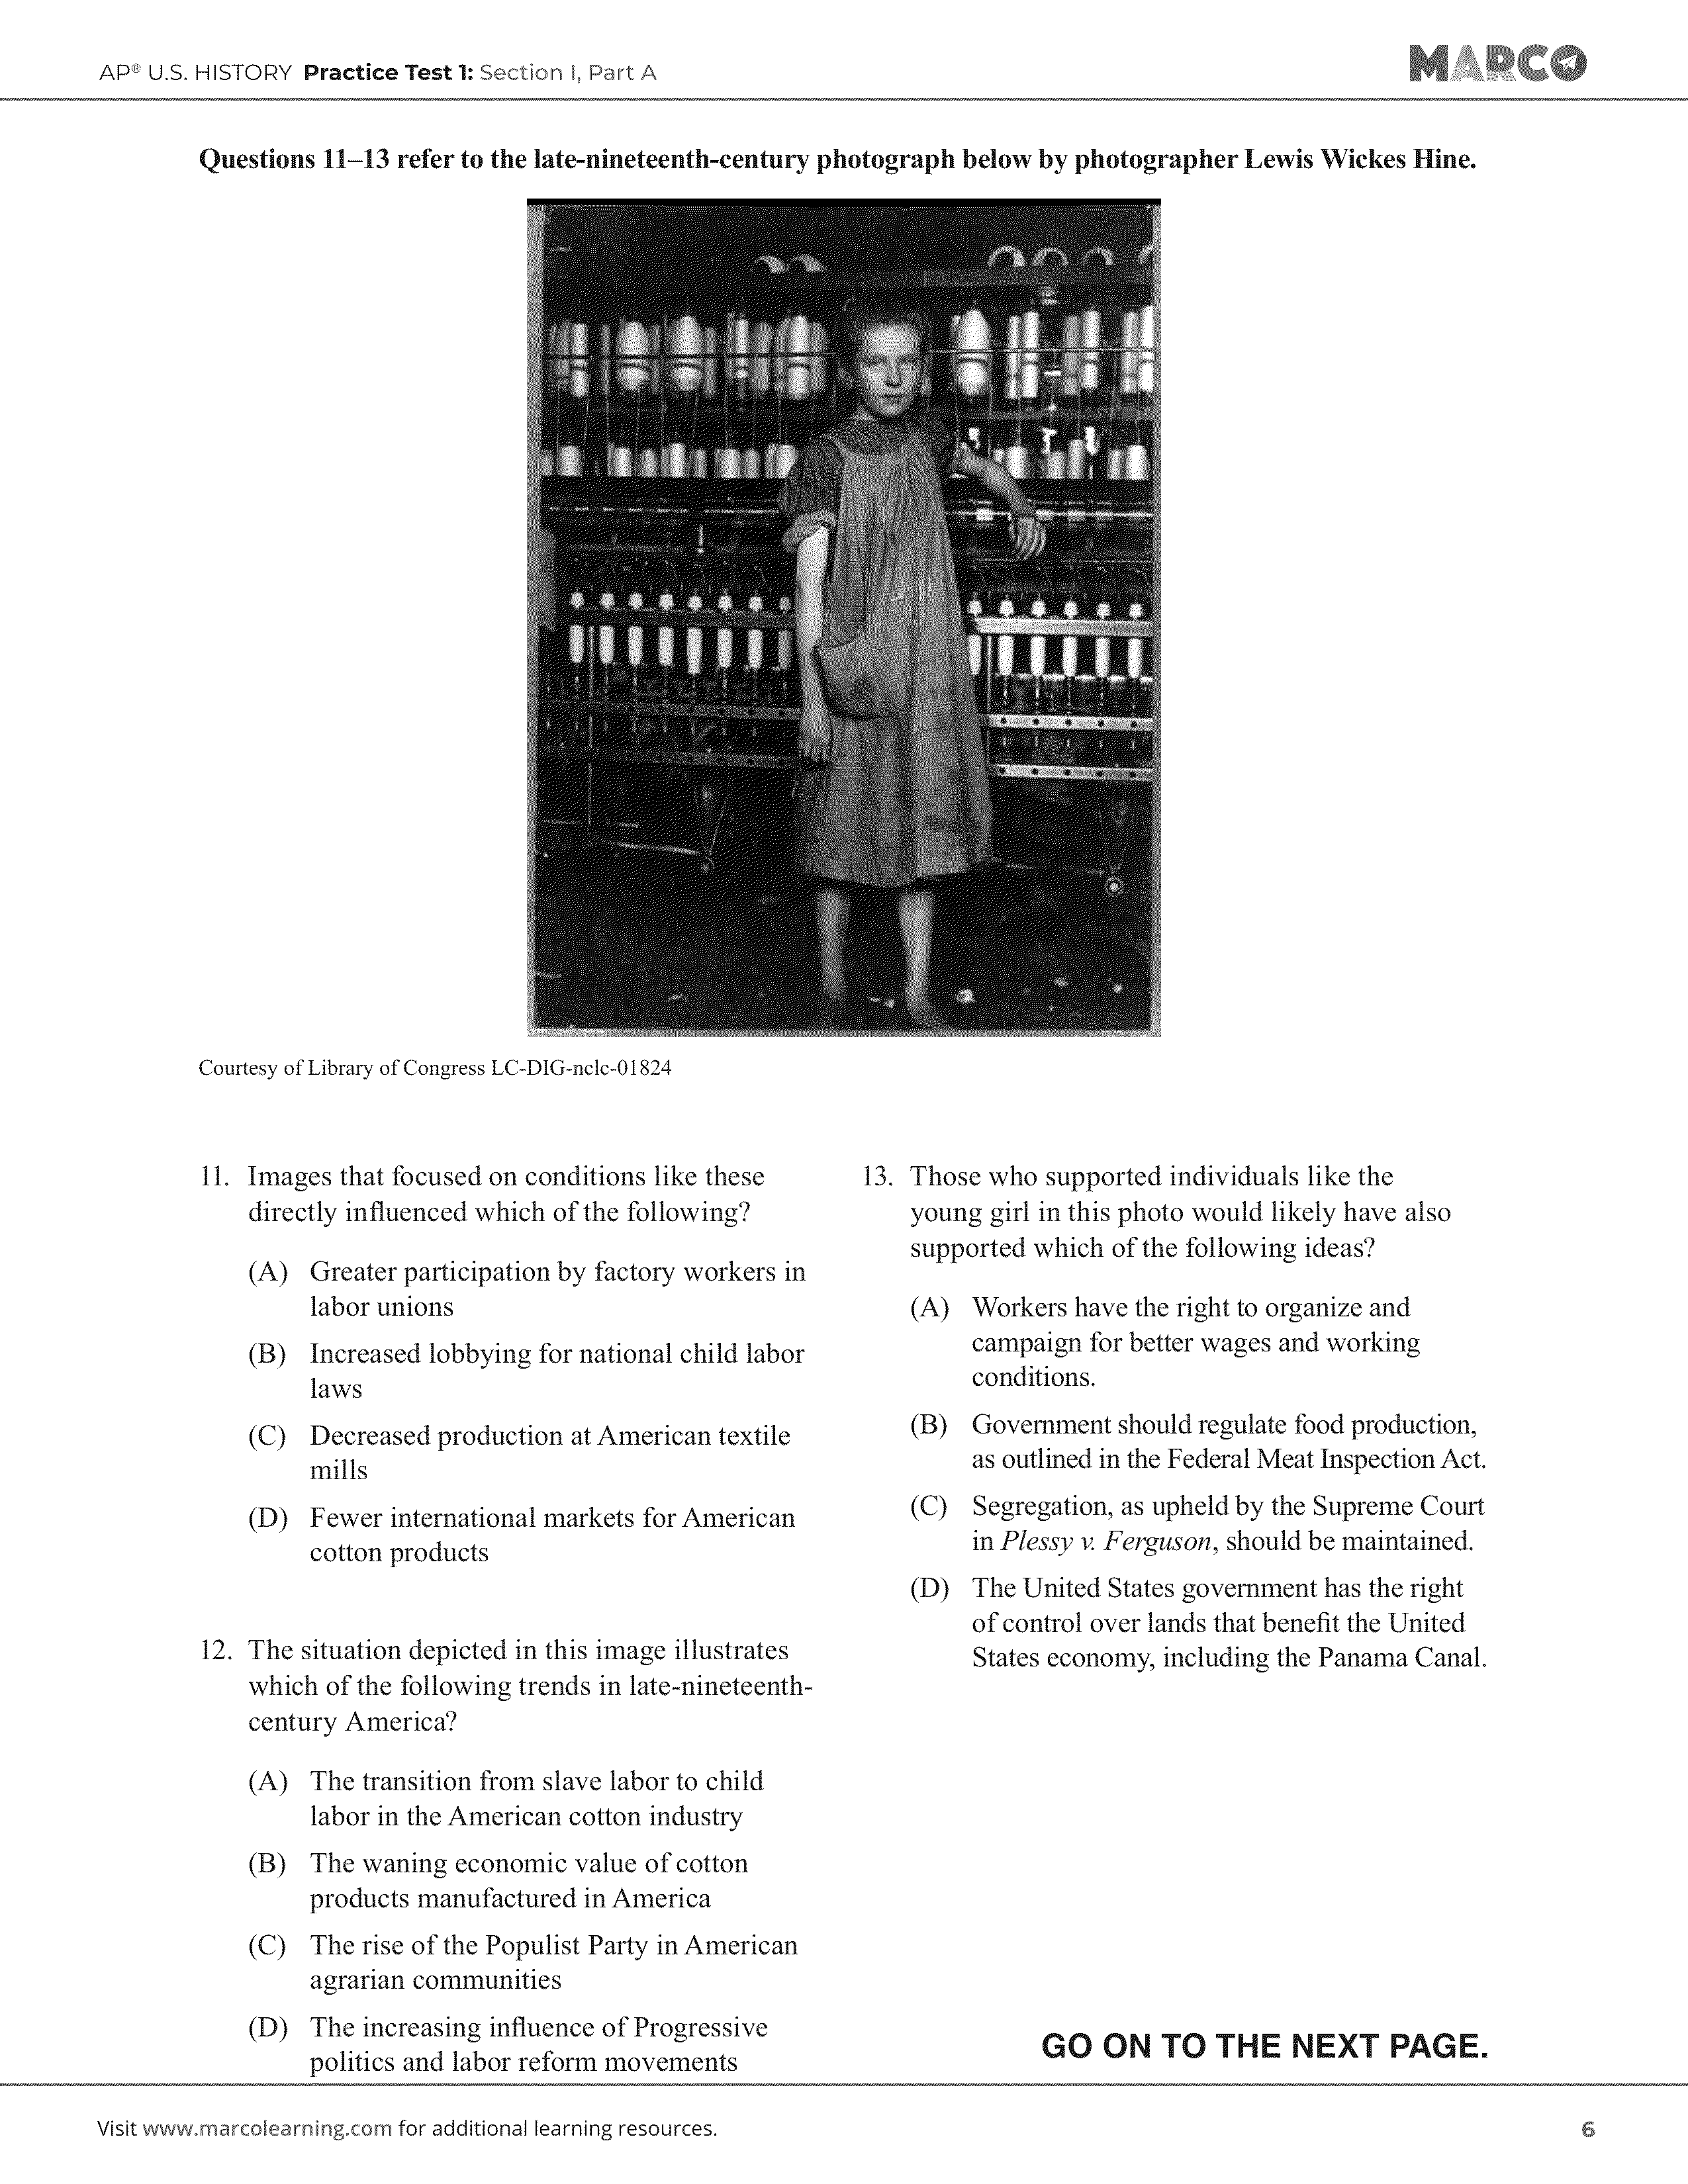 AP® U.S. HISTORY Practice Test 1: Section I, Part A
MARCO
Questions 11–13 refer to the late-nineteenth-century photograph below by photographer Lewis Wickes Hine.
Courtesy of Library of Congress LC-DIG-nclc-01824
11. Images that focused on conditions like these
directly influenced which of the following?
(A) Greater participation by factory workers in
labor unions
(B) Increased lobbying for national child labor
laws
(C) Decreased production at American textile
mills
(D) Fewer international markets for American
cotton products
12. The situation depicted in this image illustrates
which of the following trends in late-nineteenth-
century America?
(A) The transition from slave labor to child
labor in the American cotton industry
(B) The waning economic value of cotton
products manufactured in America
(C) The rise of the Populist Party in American
agrarian communities
(D) The increasing influence of Progressive
politics and labor reform movements
13. Those who supported individuals like the
young girl in this photo would likely have also
supported which of the following ideas?
(A) Workers have the right to organize and
campaign for better wages and working
conditions.
(B) Government should regulate food production,
as outlined in the Federal Meat Inspection Act.
(C) Segregation, as upheld by the Supreme Court
in Plessy v. Ferguson, should be maintained.
(D) The United States government has the right
of control over lands that benefit the United
States economy, including the Panama Canal.
GO ON TO THE NEXT PAGE.
Visit www.marcolearning.com for additional learning resources.
6